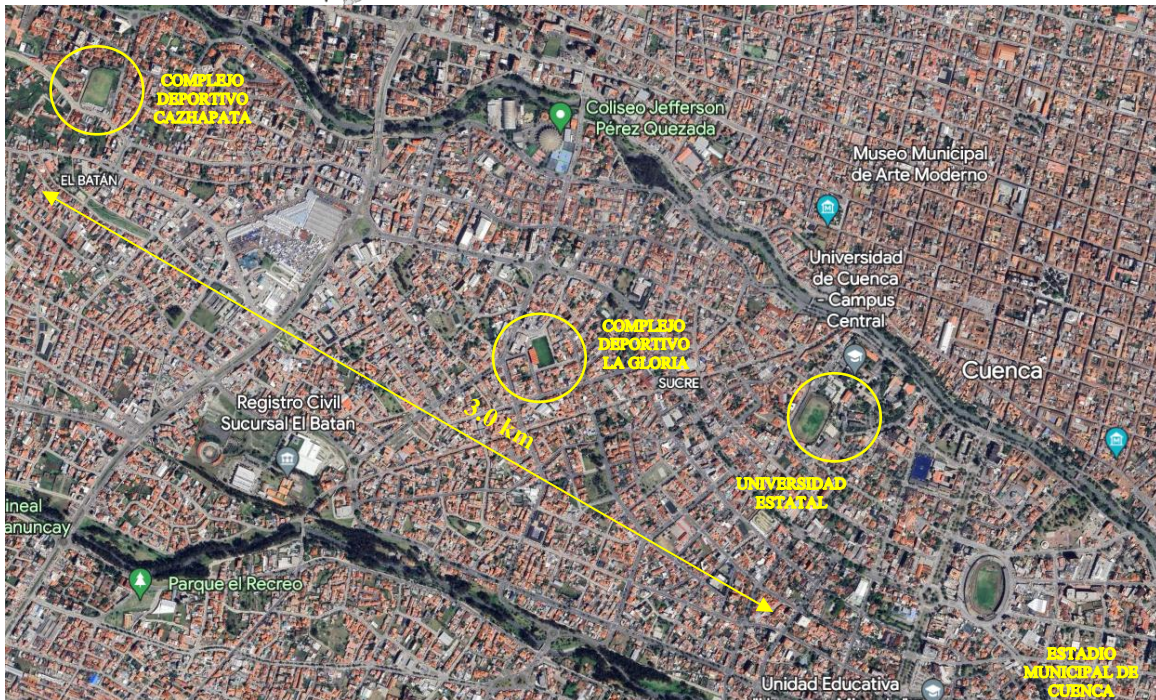 COMPLEJO
DEPORTIVO
CAZHAPATA
Coliseo Jefferson
Pérez Quezada
Museo Municipal
de Arte Moderno
EL BATÁN
Universidad
de Cuenca
- Campus
Central
COMPLEJO
DEPORTIVO
LA GLORIA
SUCRE
Cuenca
Registro Civil
Sucursal El Batan
3.0 km
UNIVERSIDAD
ESTATAL
ineal
anuncay
Parque el Recreo
ESTADIO
MUNICIPAL DE
CUENCA
Unidad Educativa